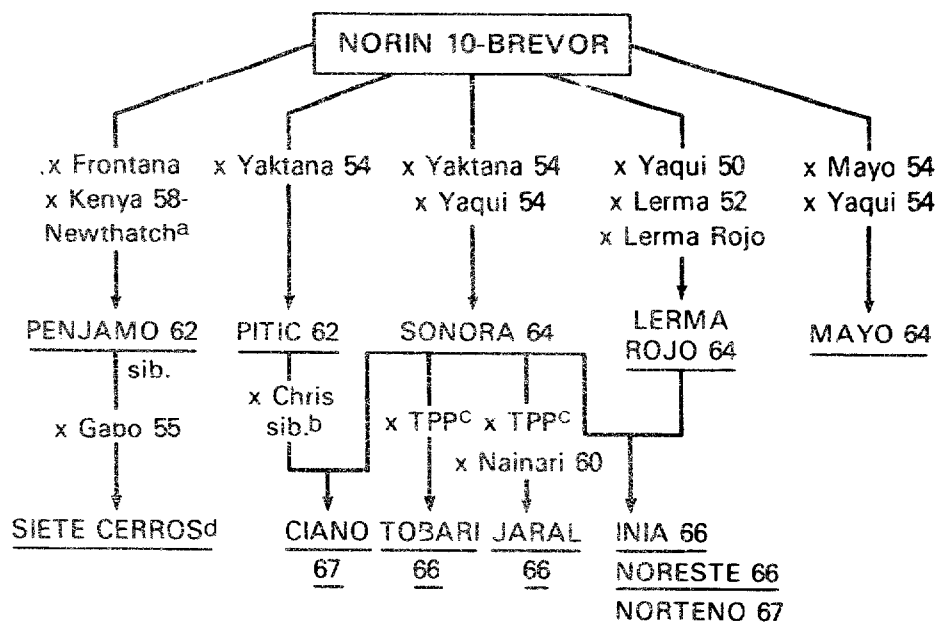 NORIN 10-BREVOR
x Frontana
x Kenya 58-
Newthatcha
x Yaktana 54
x Yaktana 54
x Yaqui 54
x Yaqui 50
x Lerma 52
x Lerma Rojo
x Mayo 54
x Yaqui 54
PENJAMO 62
sib.
PITIC 62
SONORA 64
LERMA
ROJO 64
MAYO 64
x Gabo 55
x Chris
sib.b
x TPPc
x TPPc
x Nainari 60
SIETE CERROSd
CIANO
67
TOBARI
66
JARAL
66
INIA 66
NORESTE 66
NORTENO 67